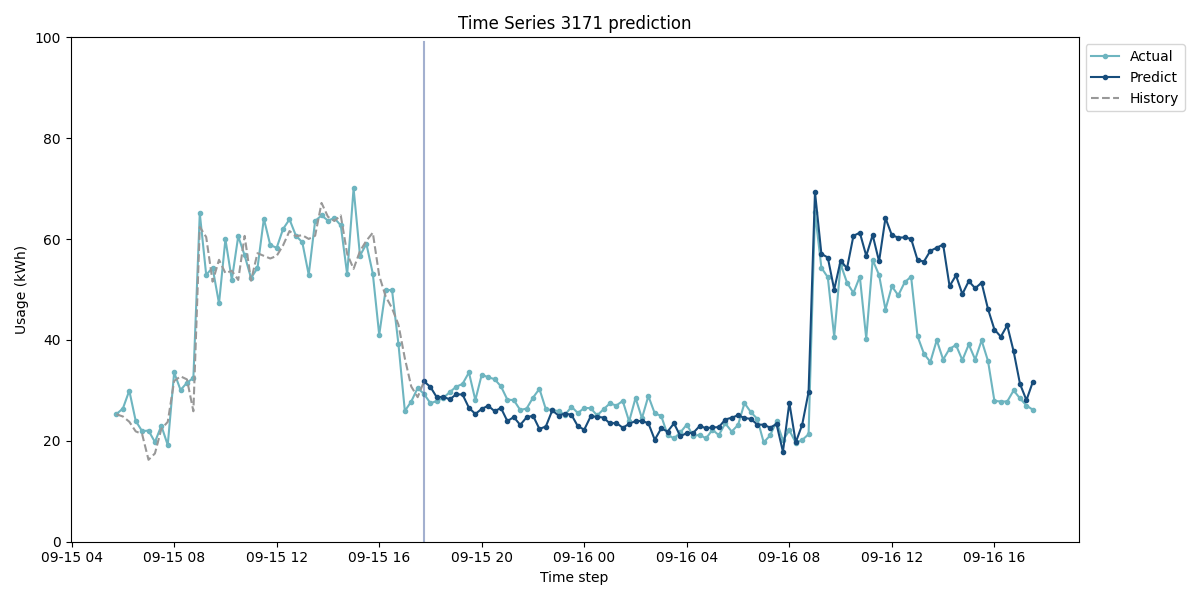 Time Series 3171 prediction
100
80
60
40
20
0
Usage (kWh)
09-15 04
09-15 08
09-15 12
09-15 16
09-15 20
09-16 00
09-16 04
09-16 08
09-16 12
09-16 16
Time step
Actual
Predict
History